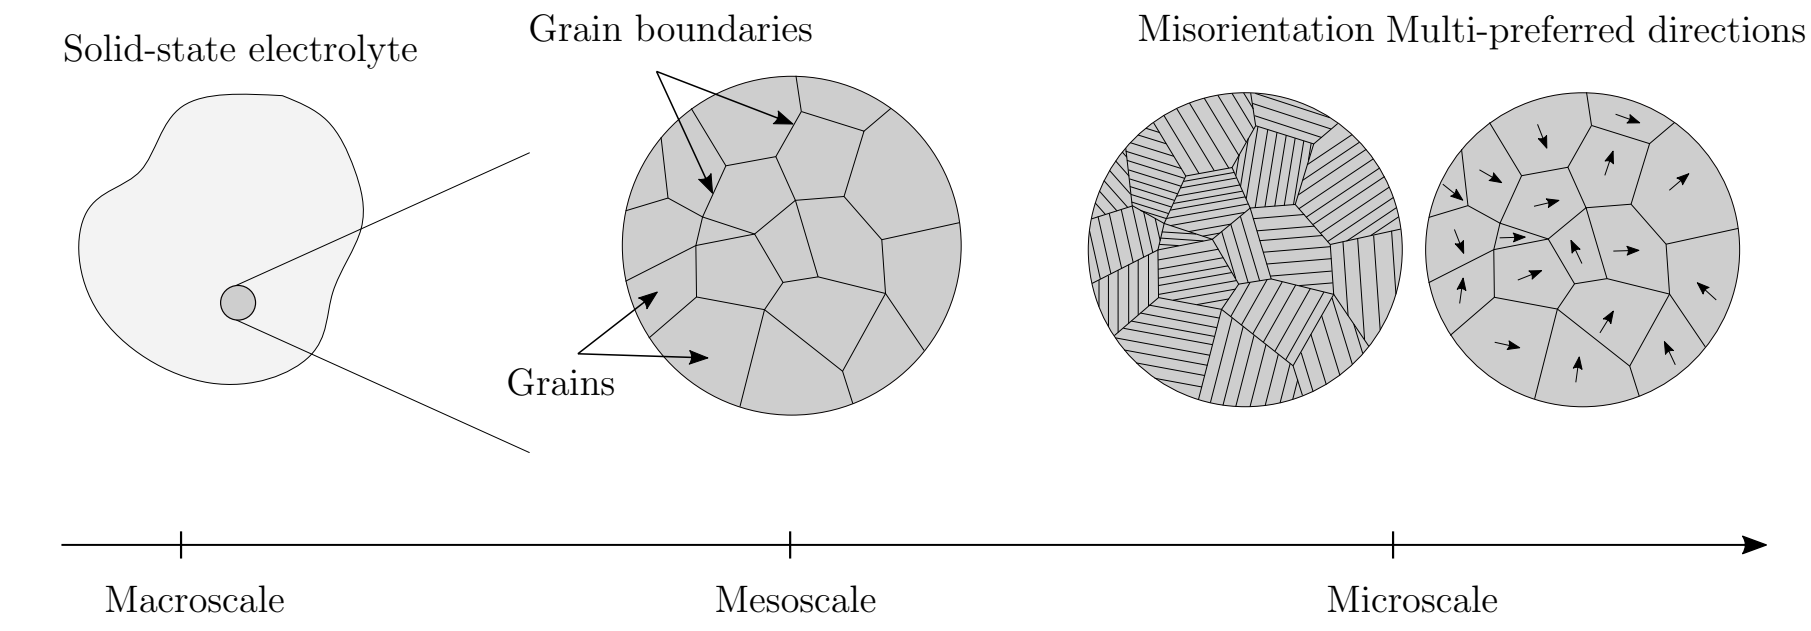 Solid-state electrolyte
Grain boundaries
Misorientation
Multi-preferred directions
Grains
Macroscale
Mesoscale
Microscale